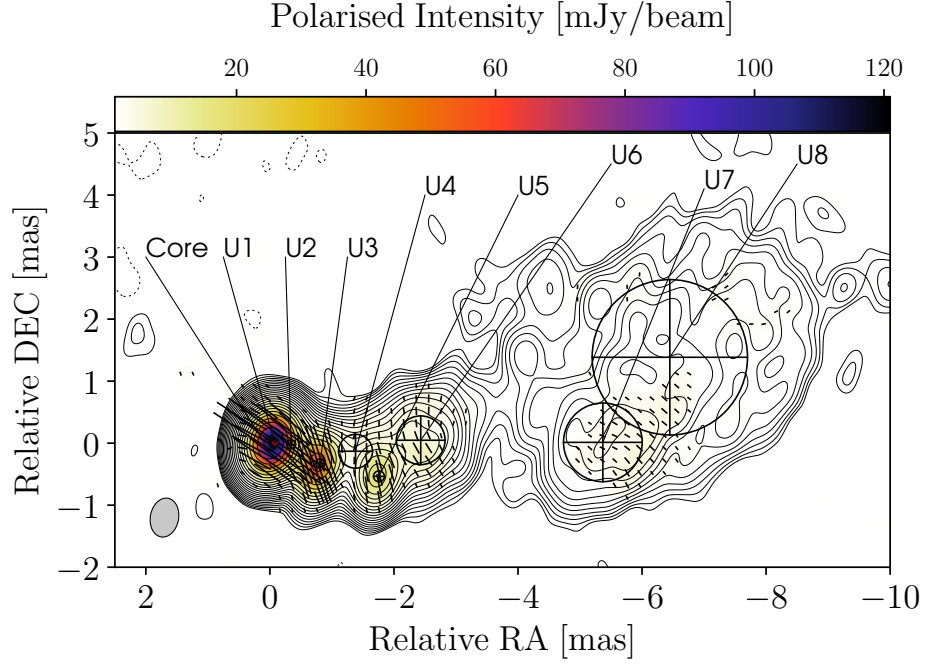 Polarised Intensity [mJy/beam]
20 40 60 80 100 120
5
4
3
2
1
0
−1
−2
Relative DEC [mas]
U6
U8
U4
U5
U7
Core
U1
U2
U3
2 0 −2 −4 −6 −8 −10
Relative RA [mas]